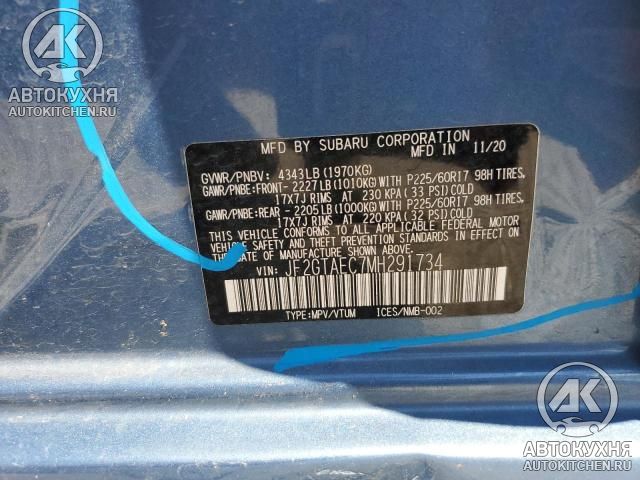 AK
АВТОКУХНЯ
AUTOKITCHEN.RU
MFD BY SUBARU CORPORATION
MFD IN 11/20
GVWR/PNBV: 4343LB(1970KG)
GAWR/PNBE:FRONT- 2227LB(1010KG)WITH P225/60R17 98H TIRES,
17X7J RIMS AT 230 KPA (33 PSI)COLD
GAWR/PNBE:REAR - 2205LB(1000KG)WITH P225/60R17 98H TIRES,
17X7J RIMS AT 220 KPA (32 PSI)COLD
THIS VEHICLE CONFORMS TO ALL APPLICABLE FEDERAL MOTOR
VEHICLE SAFETY AND THEFT PREVENTION STANDARDS IN EFFECT ON
THE DATE OF MANUFACTURE SHOWN ABOVE.
VIN: JF2GTAEC7MH291734
TYPE:MPV/VTUM ICES/NMB-002
AK
АВТОКУХНЯ
AUTOKITCHEN.RU